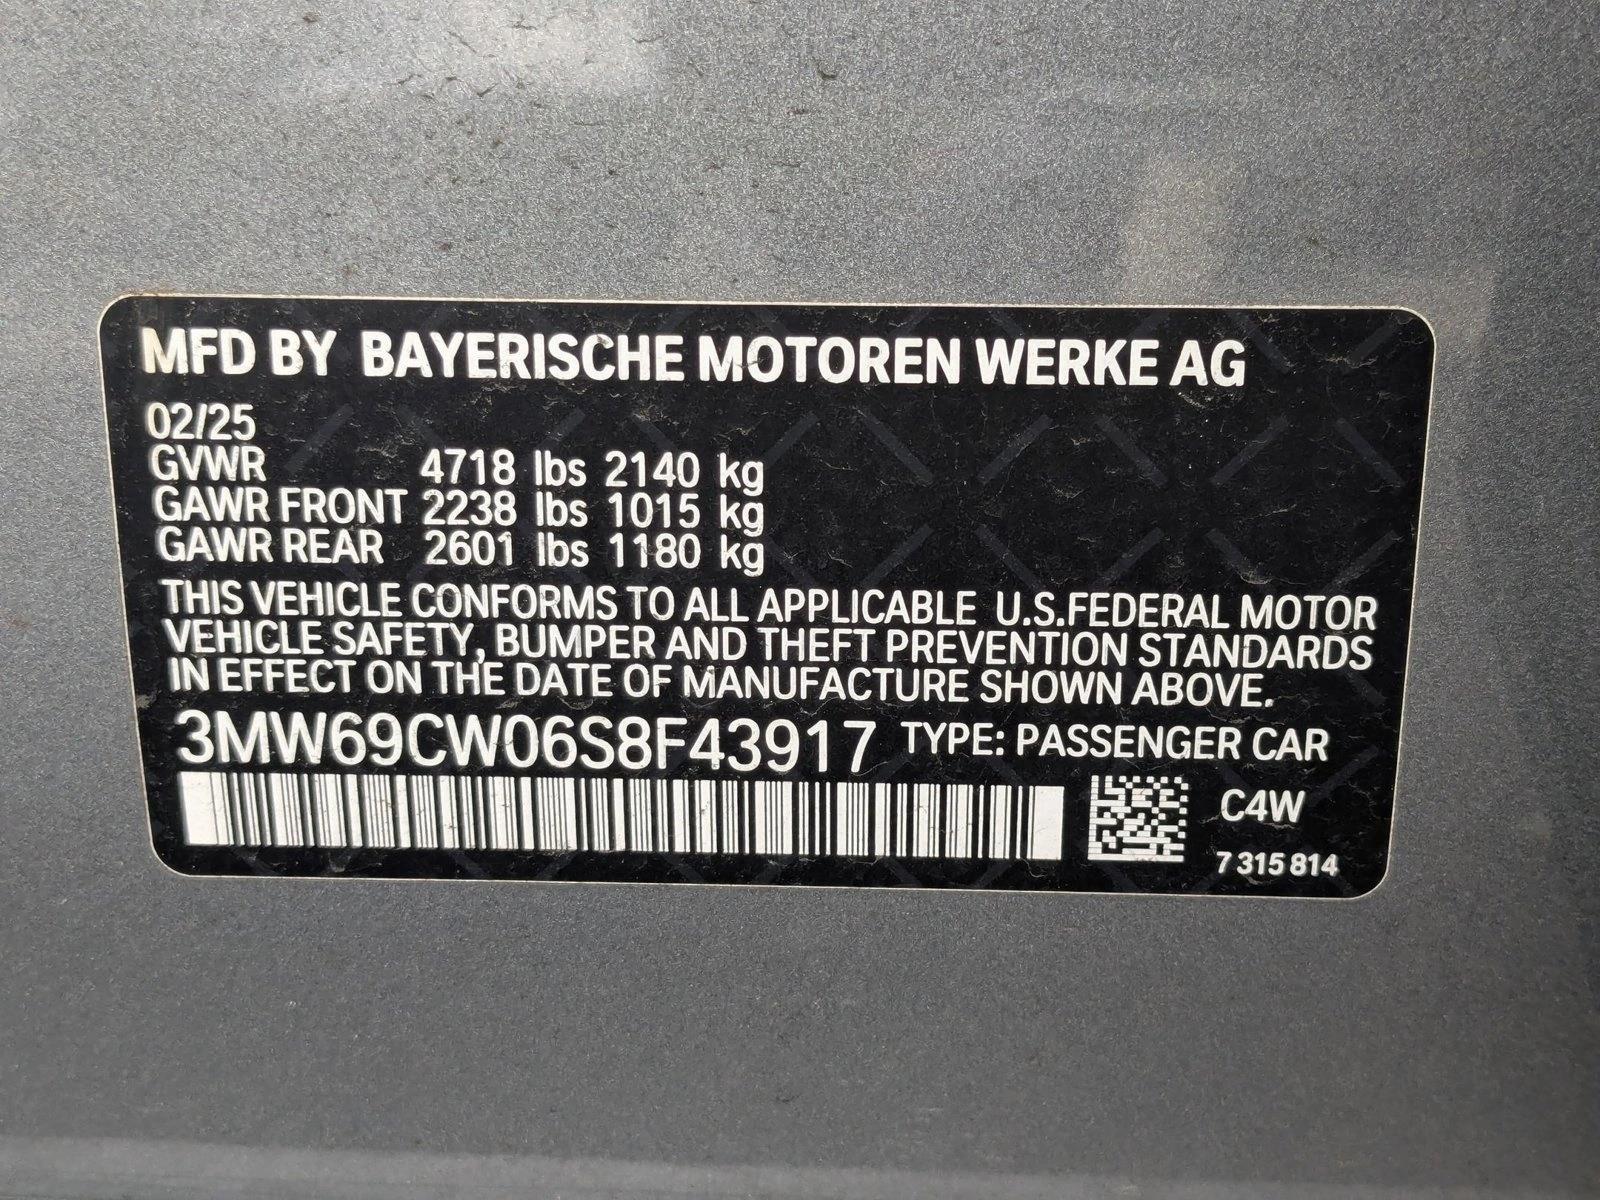 MFD BY BAYERISCHE MOTOREN WERKE AG
02/25
GVWR 4718 lbs 2140 kg
GAWR FRONT 2238 lbs 1015 kg
GAWR REAR 2601 lbs 1180 kg
THIS VEHICLE CONFORMS TO ALL APPLICABLE U.S.FEDERAL MOTOR
VEHICLE SAFETY, BUMPER AND THEFT PREVENTION STANDARDS
IN EFFECT ON THE DATE OF MANUFACTURE SHOWN ABOVE.
3MW69CW06S8F43917 TYPE: PASSENGER CAR
C4W
7 315 814